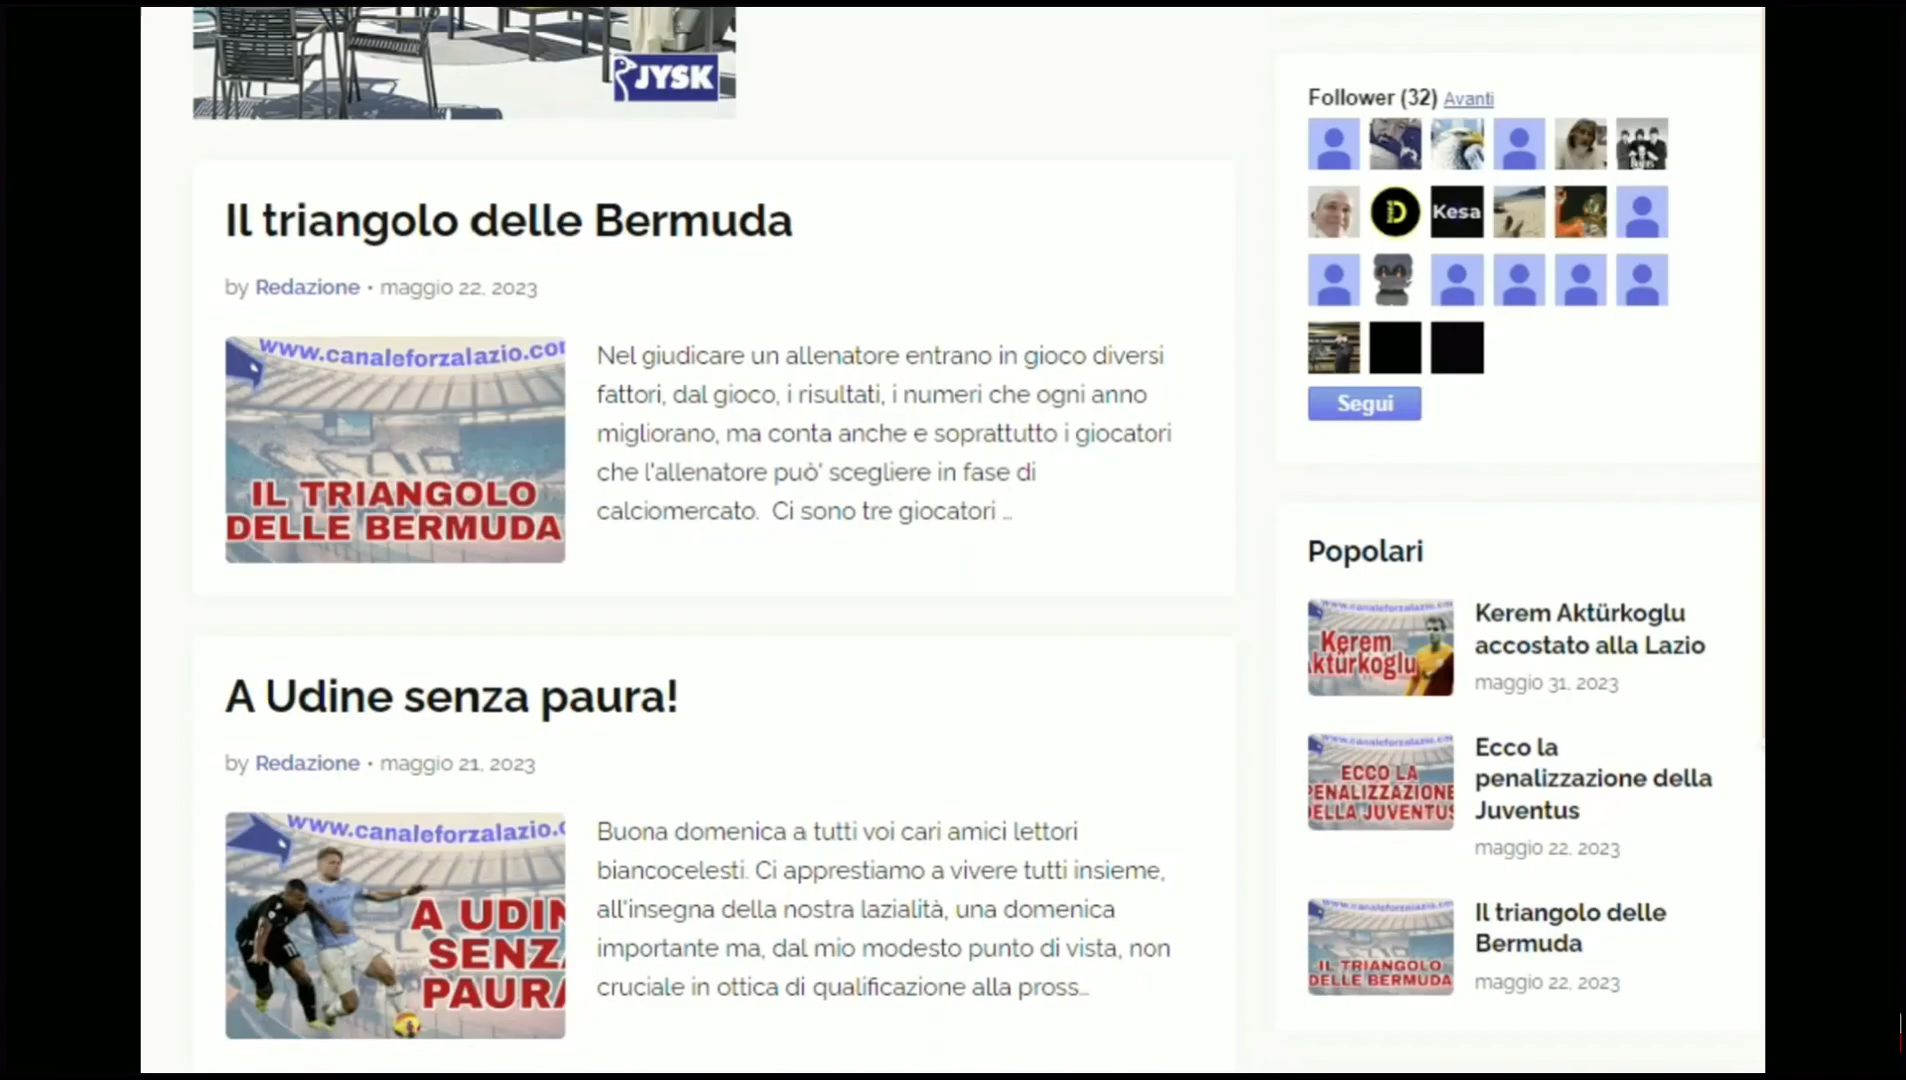 JYSK
Il triangolo delle Bermuda
by Redazione • maggio 22, 2023
www.canaleforzalazio.co
IL TRIANGOLO
DELLE BERMUDA
Nel giudicare un allenatore entrano in gioco diversi
fattori, dal gioco, i risultati, i numeri che ogni anno
migliorano, ma conta anche e soprattutto i giocatori
che l'allenatore può' scegliere in fase di
calciomercato.  Ci sono tre giocatori ...
A Udine senza paura!
by Redazione • maggio 21, 2023
www.canaleforzalazio.
A UDIN
SENZ
PAURA
Buona domenica a tutti voi cari amici lettori
biancocelesti. Ci apprestiamo a vivere tutti insieme,
all'insegna della nostra lazialità, una domenica
importante ma, dal mio modesto punto di vista, non
cruciale in ottica di qualificazione alla pross...
Follower (32) Avanti
Kesa
Segui
Popolari
Kerem
ktürkoglu
Kerem Aktürkoglu
accostato alla Lazio
maggio 31, 2023
ECCO LA
PENALIZZAZIONE
DELLA JUVENTUS
Ecco la
penalizzazione della
Juventus
maggio 22, 2023
IL TRIANGOLO
DELLE BERMUDA
Il triangolo delle
Bermuda
maggio 22, 2023